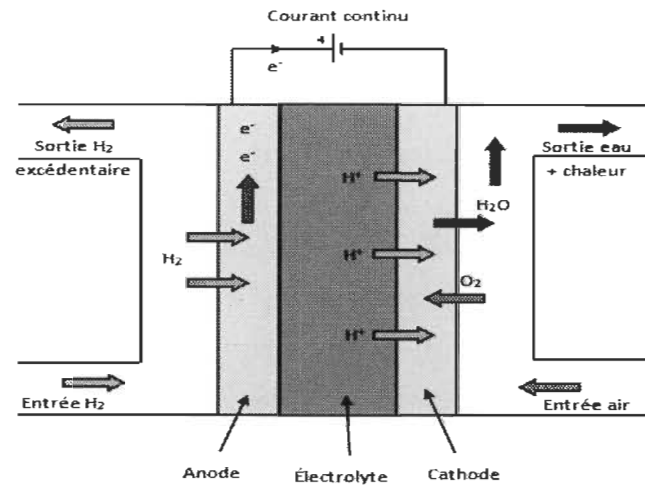 Courant continu
+
e-
Sortie H2
excédentaire
e-
e-
H+
Sortie eau
+ chaleur
H2O
H2
H+
O2
H+
Entrée H2
Entrée air
Anode
Électrolyte
Cathode